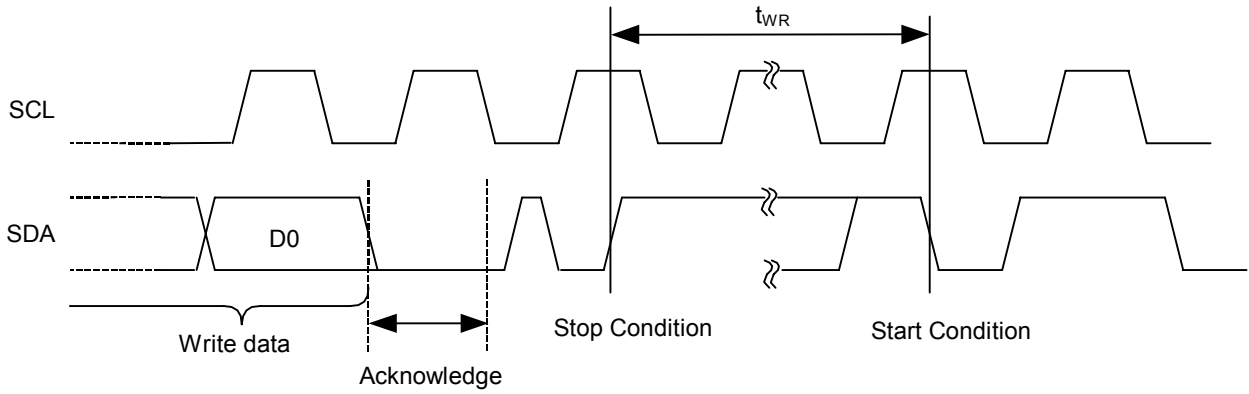 tWR
SCL
SDA
D0
Write data
Acknowledge
Stop Condition
Start Condition